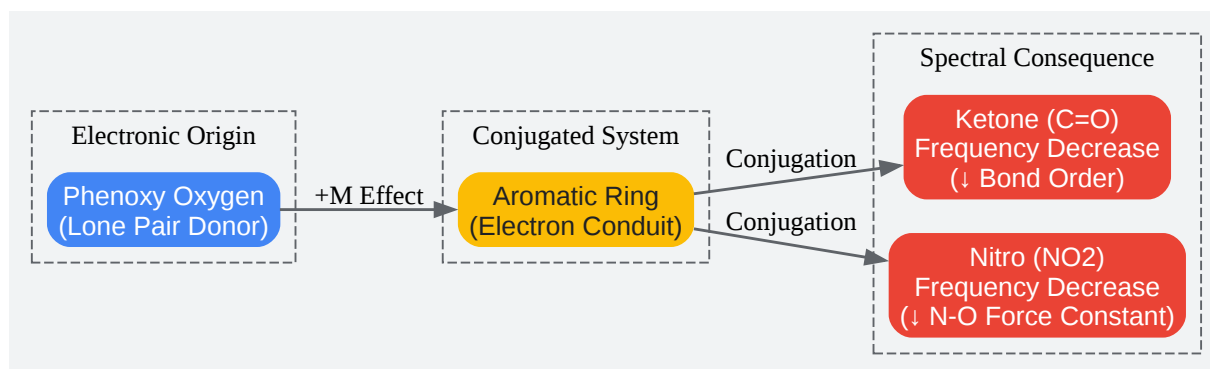 Electronic Origin
Phenoxy Oxygen
(Lone Pair Donor)
+M Effect
Conjugated System
Aromatic Ring
(Electron Conduit)
Conjugation
Conjugation
Spectral Consequence
Ketone (C=O)
Frequency Decrease
(↓ Bond Order)
Nitro (NO2)
Frequency Decrease
(↓ N-O Force Constant)